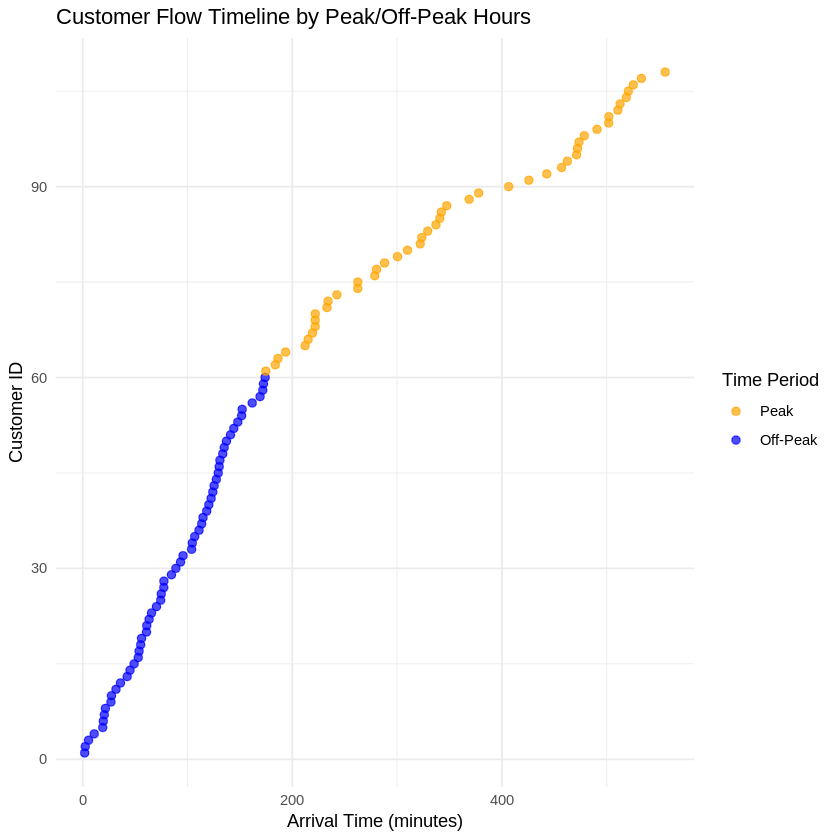 Customer Flow Timeline by Peak/Off-Peak Hours
Customer ID
90
60
30
0
0 200 400
Arrival Time (minutes)
Time Period
Peak
Off-Peak